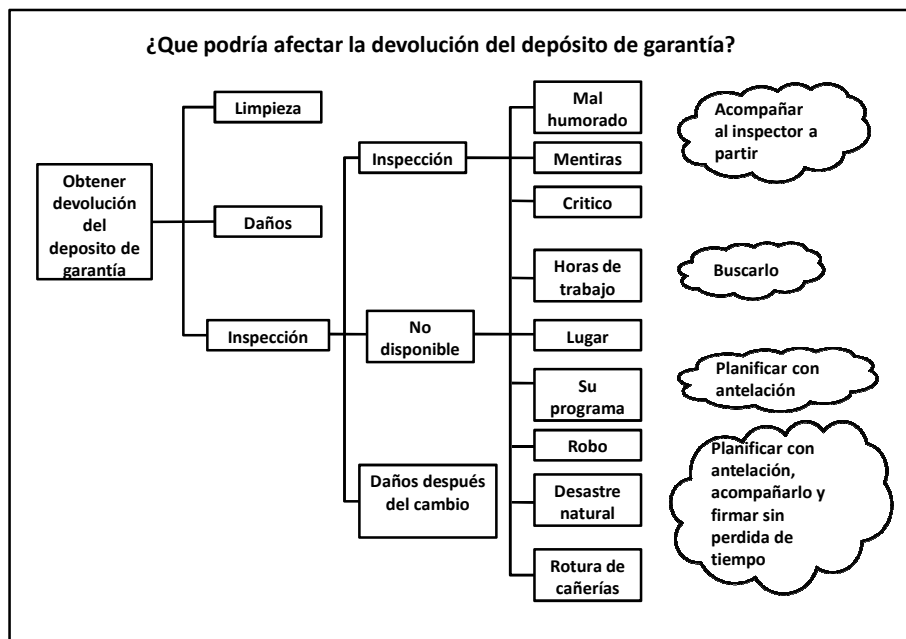 ¿Que podría afectar la devolución del depósito de garantía?
Obtener
devolución
del
deposito de
garantía
Limpieza
Daños
Inspección
Inspección
No
disponible
Daños después
del cambio
Mal
humorado
Mentiras
Critico
Horas de
trabajo
Lugar
Su
programa
Robo
Desastre
natural
Rotura de
cañerías
Acompañar
al inspector a
partir
Buscarlo
Planificar con
antelación
Planificar con
antelación,
acompañarlo y
firmar sin
perdida de
tiempo